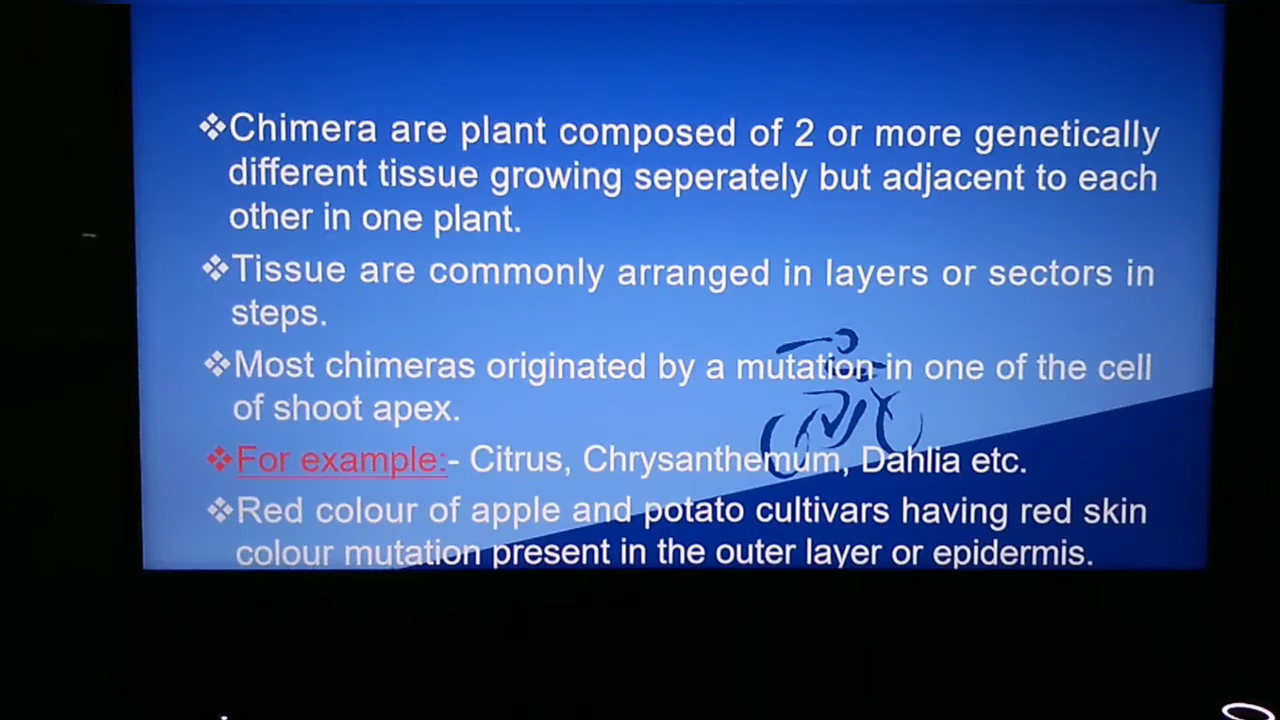 ❖Chimera are plant composed of 2 or more genetically
different tissue growing seperately but adjacent to each
other in one plant.
❖Tissue are commonly arranged in layers or sectors in
steps.
❖Most chimeras originated by a mutation in one of the cell
of shoot apex.
❖For example:- Citrus, Chrysanthemum, Dahlia etc.
❖Red colour of apple and potato cultivars having red skin
colour mutation present in the outer layer or epidermis.